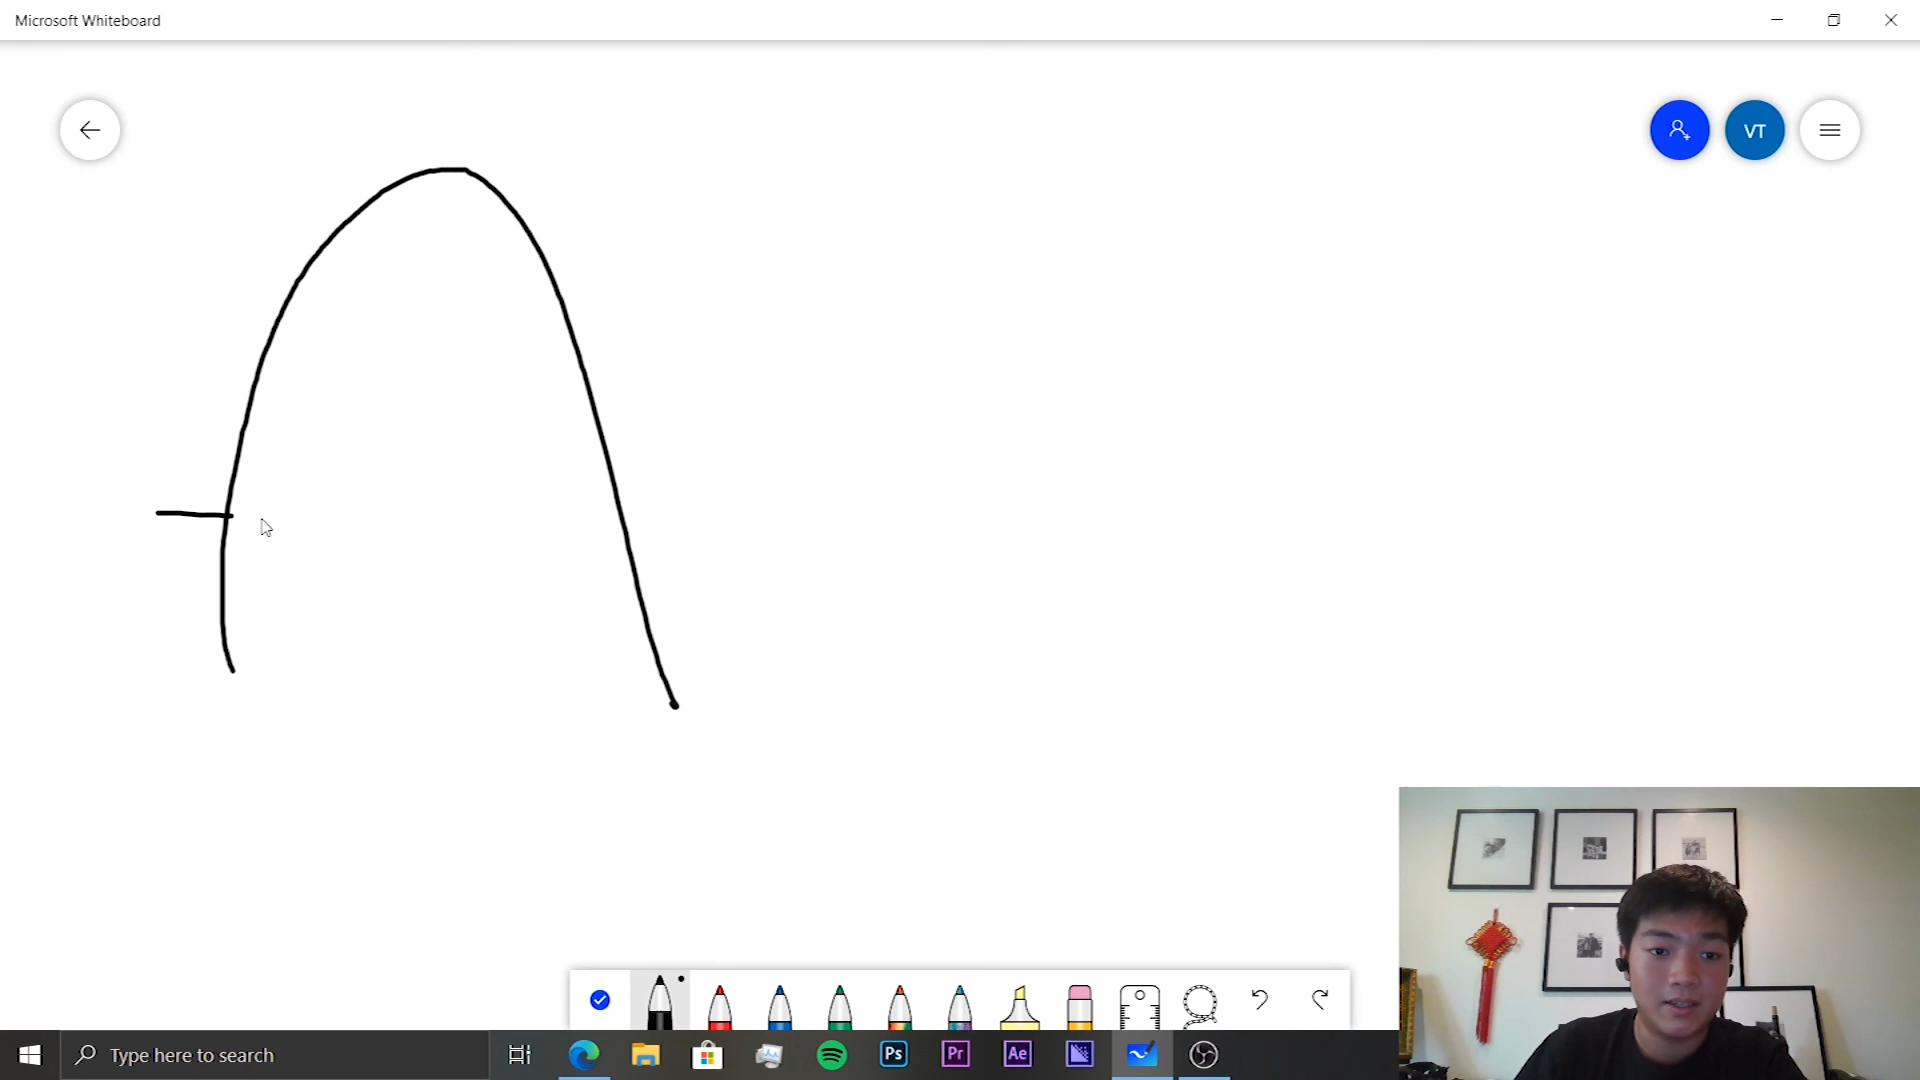 Microsoft Whiteboard
VT
Type here to search
Ps
Pr
Ae